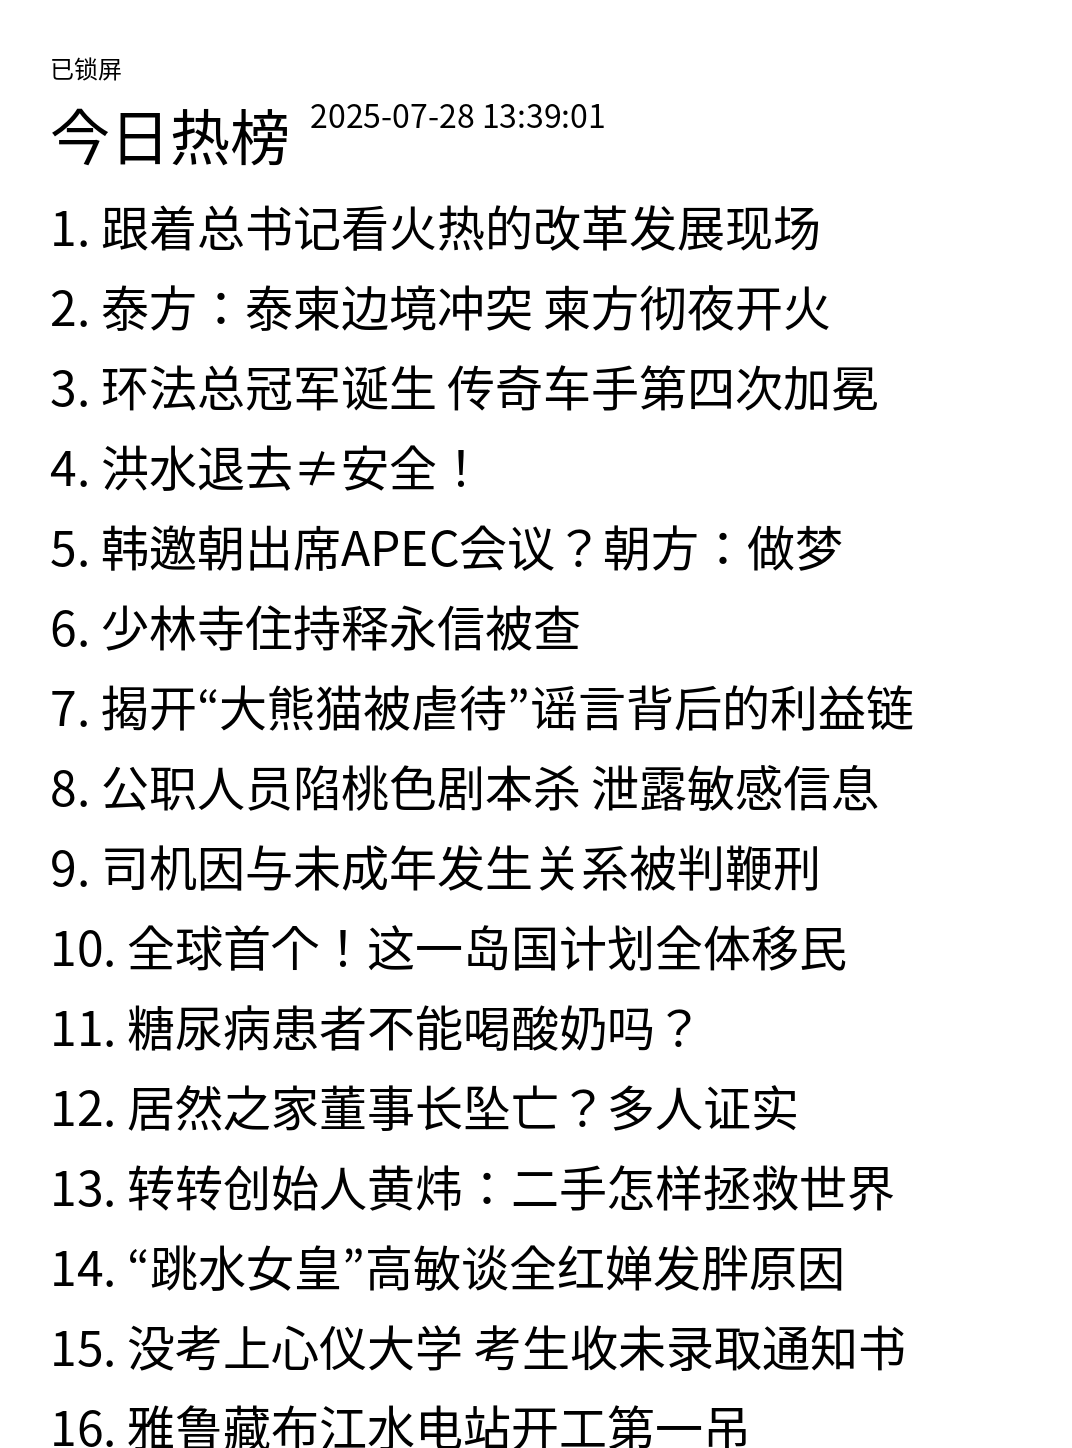 已锁屏
今日热榜 2025-07-28 13:39:01
1. 跟着总书记看火热的改革发展现场
2. 泰方：泰柬边境冲突 柬方彻夜开火
3. 环法总冠军诞生 传奇车手第四次加冕
4. 洪水退去≠安全！
5. 韩邀朝出席APEC会议？朝方：做梦
6. 少林寺住持释永信被查
7. 揭开“大熊猫被虐待”谣言背后的利益链
8. 公职人员陷桃色剧本杀 泄露敏感信息
9. 司机因与未成年发生关系被判鞭刑
10. 全球首个！这一岛国计划全体移民
11. 糖尿病患者不能喝酸奶吗？
12. 居然之家董事长坠亡？多人证实
13. 转转创始人黄炜：二手怎样拯救世界
14. “跳水女皇”高敏谈全红婵发胖原因
15. 没考上心仪大学 考生收未录取通知书
16. 雅鲁藏布江水电站开工第一吊